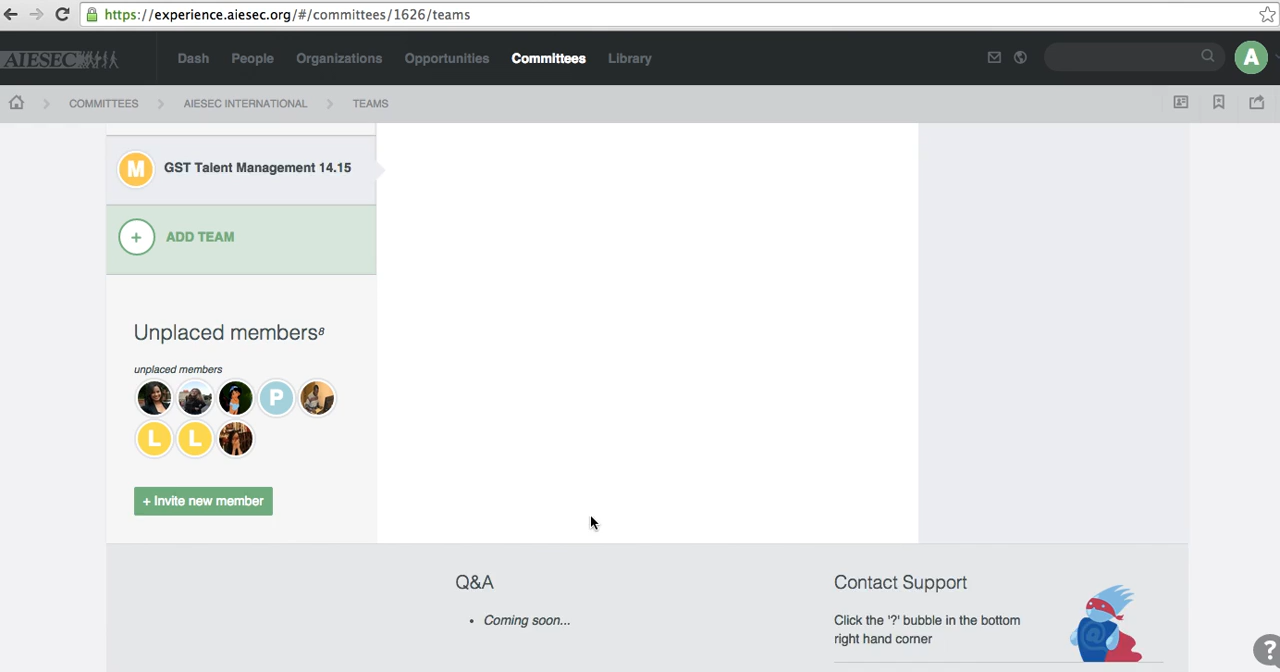 https://experience.aiesec.org/#/committees/1626/teams
AIESEC
Dash People Organizations Opportunities Committees Library
A
COMMITTEES AIESEC INTERNATIONAL TEAMS
M GST Talent Management 14.15
+ ADD TEAM
Unplaced members8
unplaced members
P
L L
+ Invite new member
Q&A
• Coming soon...
Contact Support
Click the '?' bubble in the bottom
right hand corner
@
?